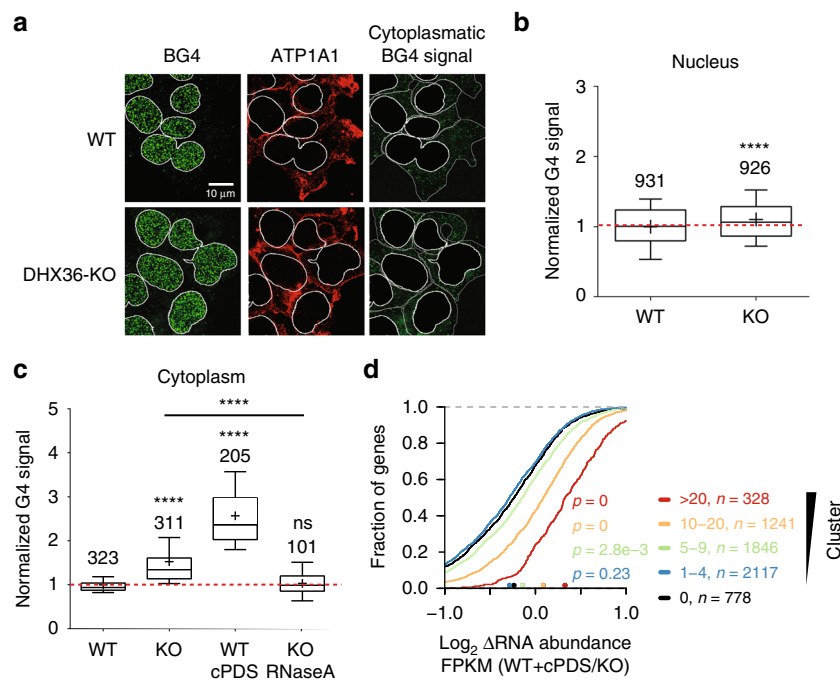 a
BG4
ATP1A1
Cytoplasmatic
BG4 signal
WT
10 μm
DHX36-KO
b
Nucleus
Normalized G4 signal
3
2
1
0
931
****
926
WT
KO
c
Cytoplasm
Normalized G4 signal
5
4
3
2
1
0
****
323
****
311
****
205
ns
101
WT
KO
WT
cPDS
KO
RNaseA
d
Fraction of genes
1.0
0.8
0.6
0.4
0.2
0.0
p = 0
p = 0
p = 2.8e–3
p = 0.23
>20, n = 328
10–20, n = 1241
5–9, n = 1846
1–4, n = 2117
0, n = 778
Cluster
−1.0
0.0
1.0
Log2 ΔRNA abundance
FPKM (WT+cPDS/KO)